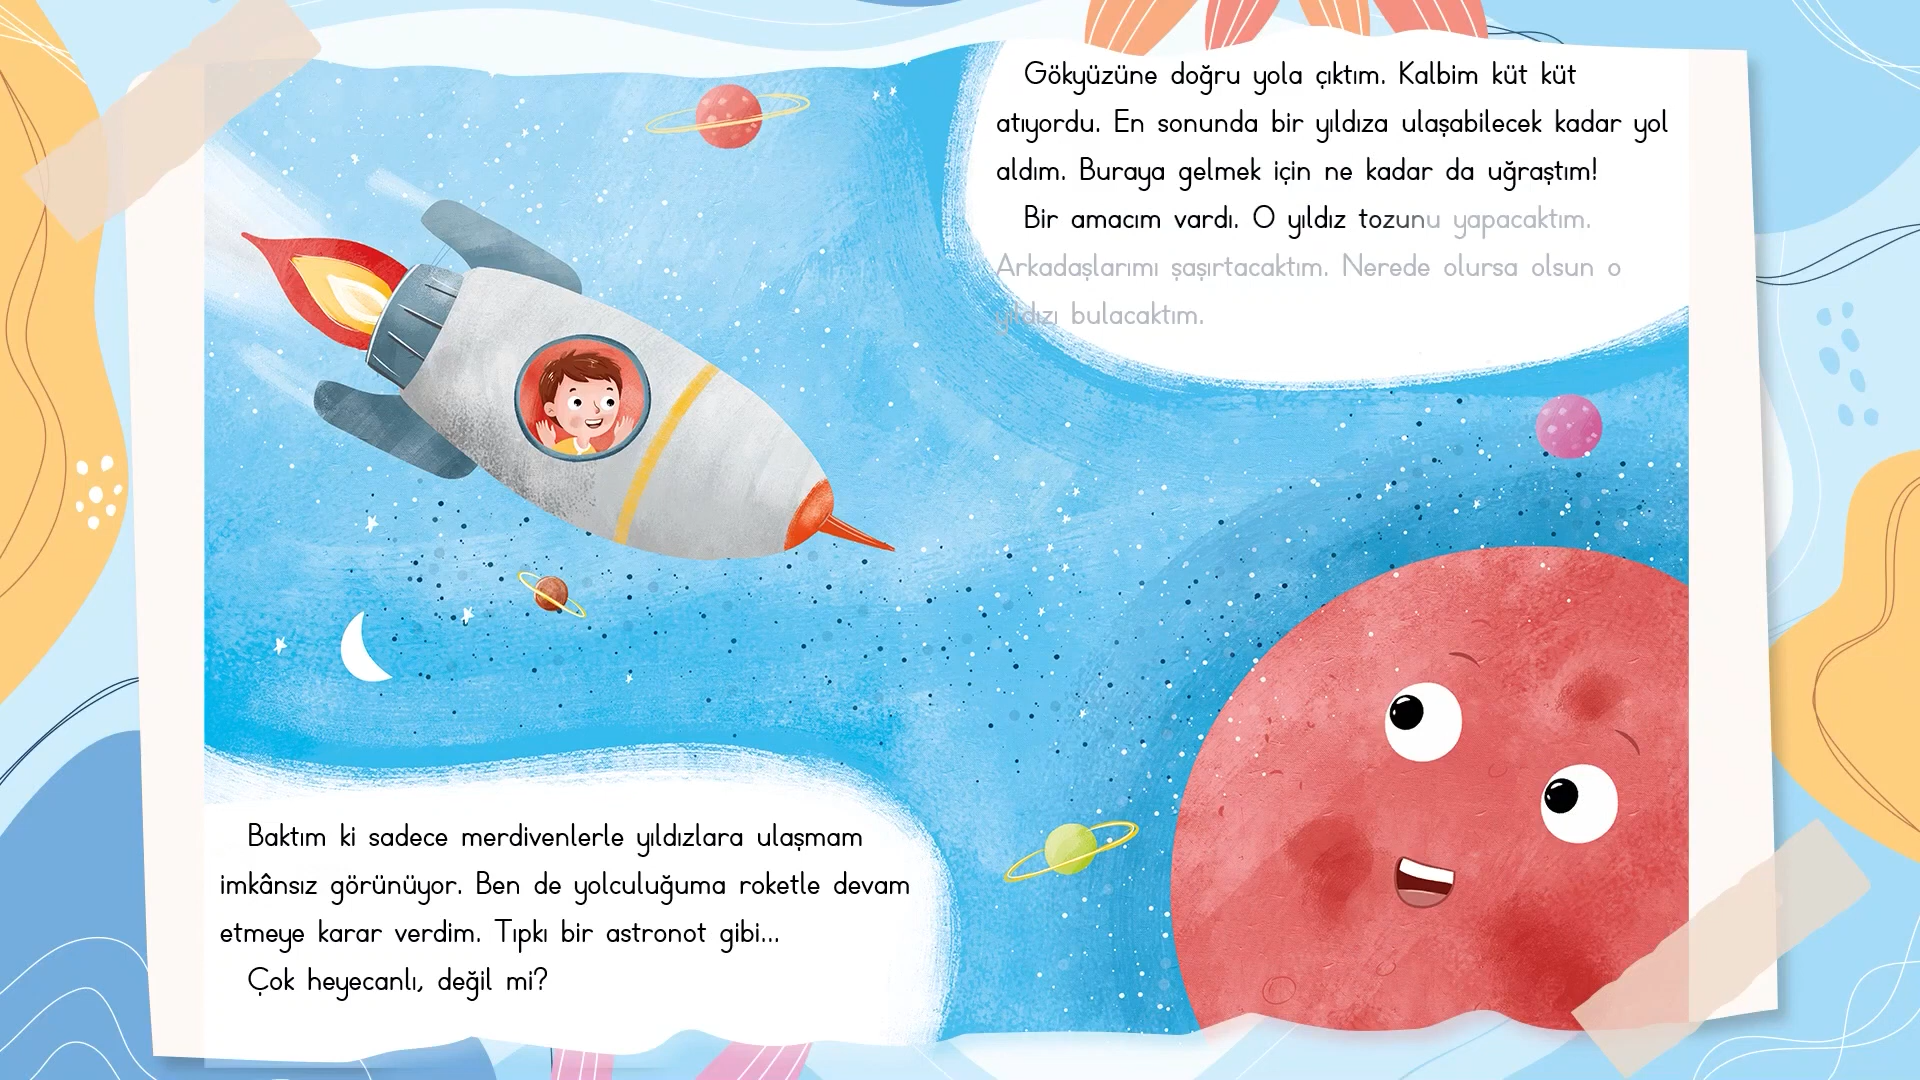 Baktım ki sadece merdivenlerle yıldızlara ulaşmam
imkânsız görünüyor. Ben de yolculuğuma roketle devam
etmeye karar verdim. Tıpkı bir astronot gibi...
Çok heyecanlı, değil mi?
Gökyüzüne doğru yola çıktım. Kalbim küt küt
atıyordu. En sonunda bir yıldıza ulaşabilecek kadar yol
aldım. Buraya gelmek için ne kadar da uğraştım!
Bir amacım vardı. O yıldız tozunu yapacaktım.
Arkadaşlarımı şaşırtacaktım. Nerede olursa olsun o
yıldızı bulacaktım.